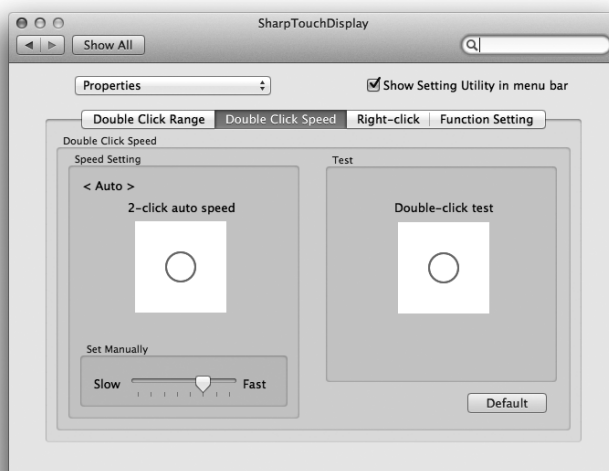 SharpTouchDisplay
Show All
Properties
Show Setting Utility in menu bar
Double Click Range
Double Click Speed
Right-click
Function Setting
Double Click Speed
Speed Setting
< Auto >
2-click auto speed
Set Manually
Slow
Fast
Test
Double-click test
Default